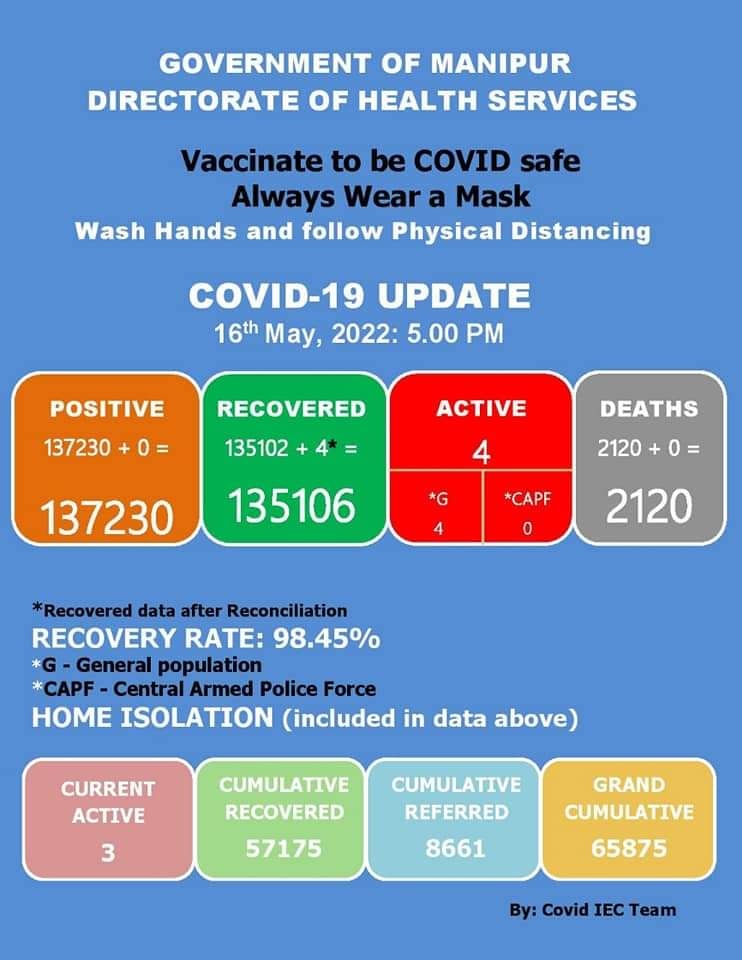 GOVERNMENT OF MANIPUR
DIRECTORATE OF HEALTH SERVICES
Vaccinate to be COVID safe
Always Wear a Mask
Wash Hands and follow Physical Distancing
COVID-19 UPDATE
16th May, 2022: 5.00 PM
POSITIVE
137230 + 0 =
137230
RECOVERED
135102 + 4* =
135106
ACTIVE
4
*G
4
*CAPF
0
DEATHS
2120 + 0 =
2120
*Recovered data after Reconciliation
RECOVERY RATE: 98.45%
*G - General population
*CAPF - Central Armed Police Force
HOME ISOLATION (included in data above)
CURRENT
ACTIVE
3
CUMULATIVE
RECOVERED
57175
CUMULATIVE
REFERRED
8661
GRAND
CUMULATIVE
65875
By: Covid IEC Team